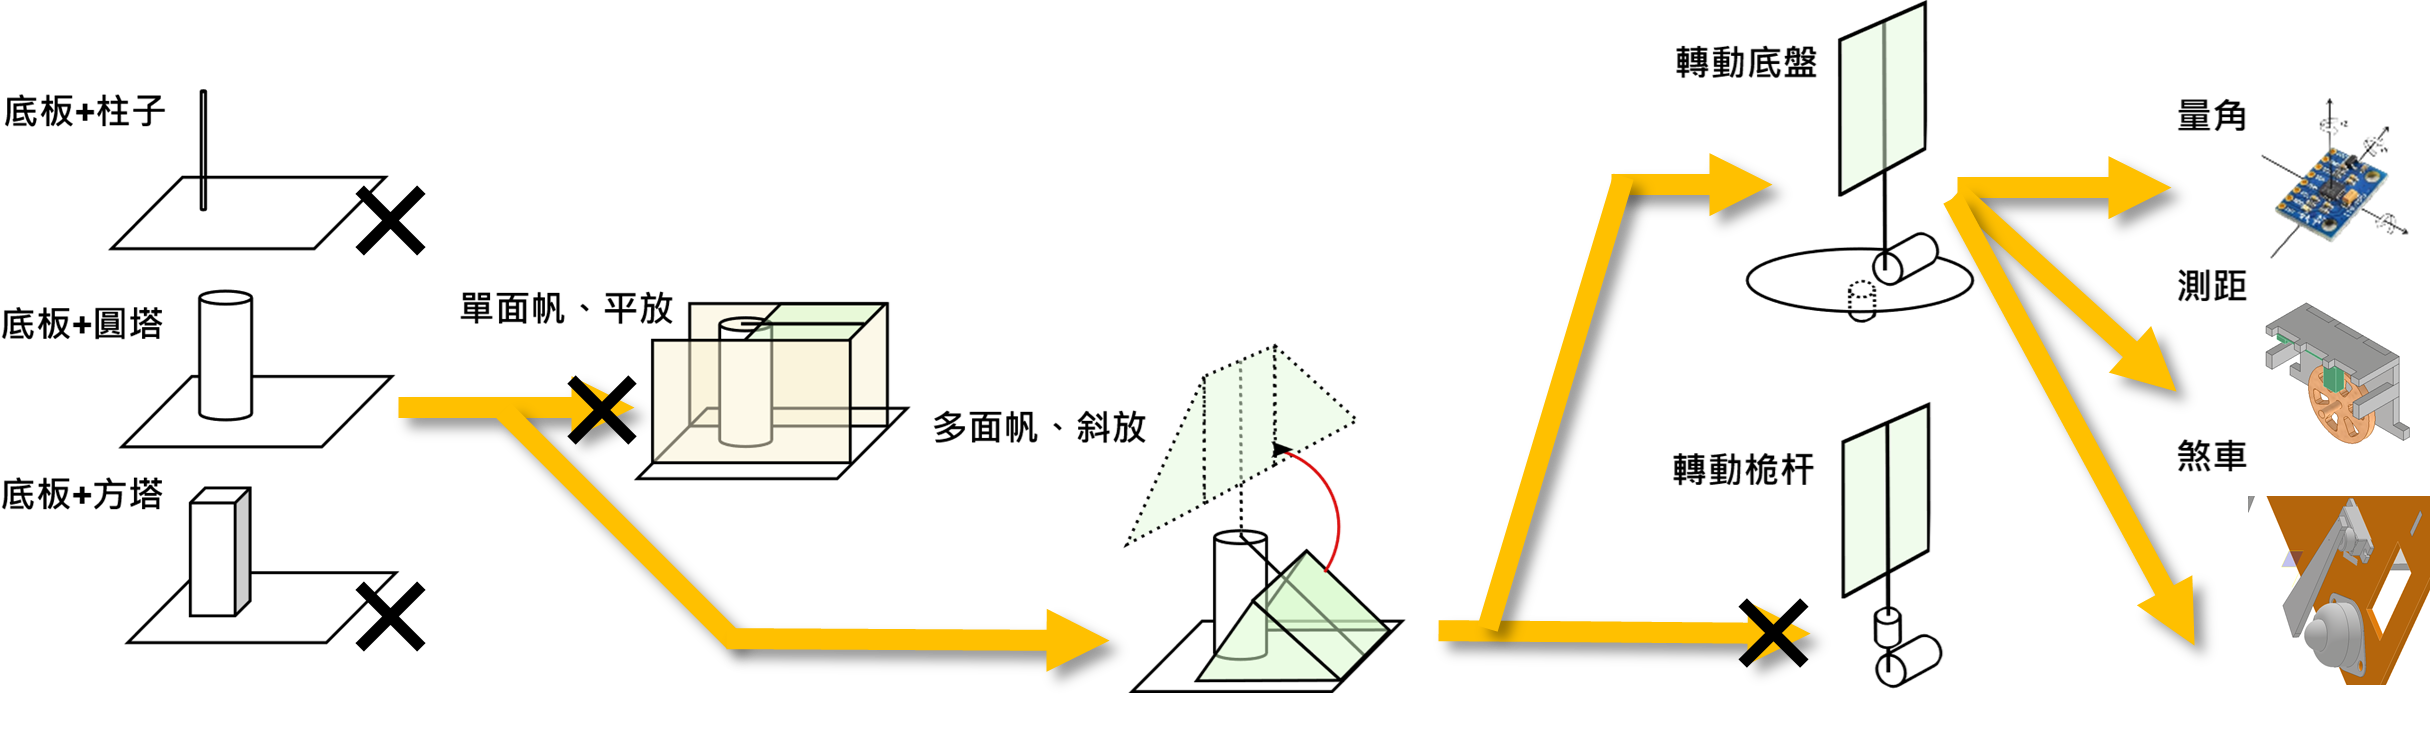 底板+柱子
底板+圓塔
底板+方塔
單面帆、平放
多面帆、斜放
轉動底盤
轉動桅杆
量角
測距
煞車